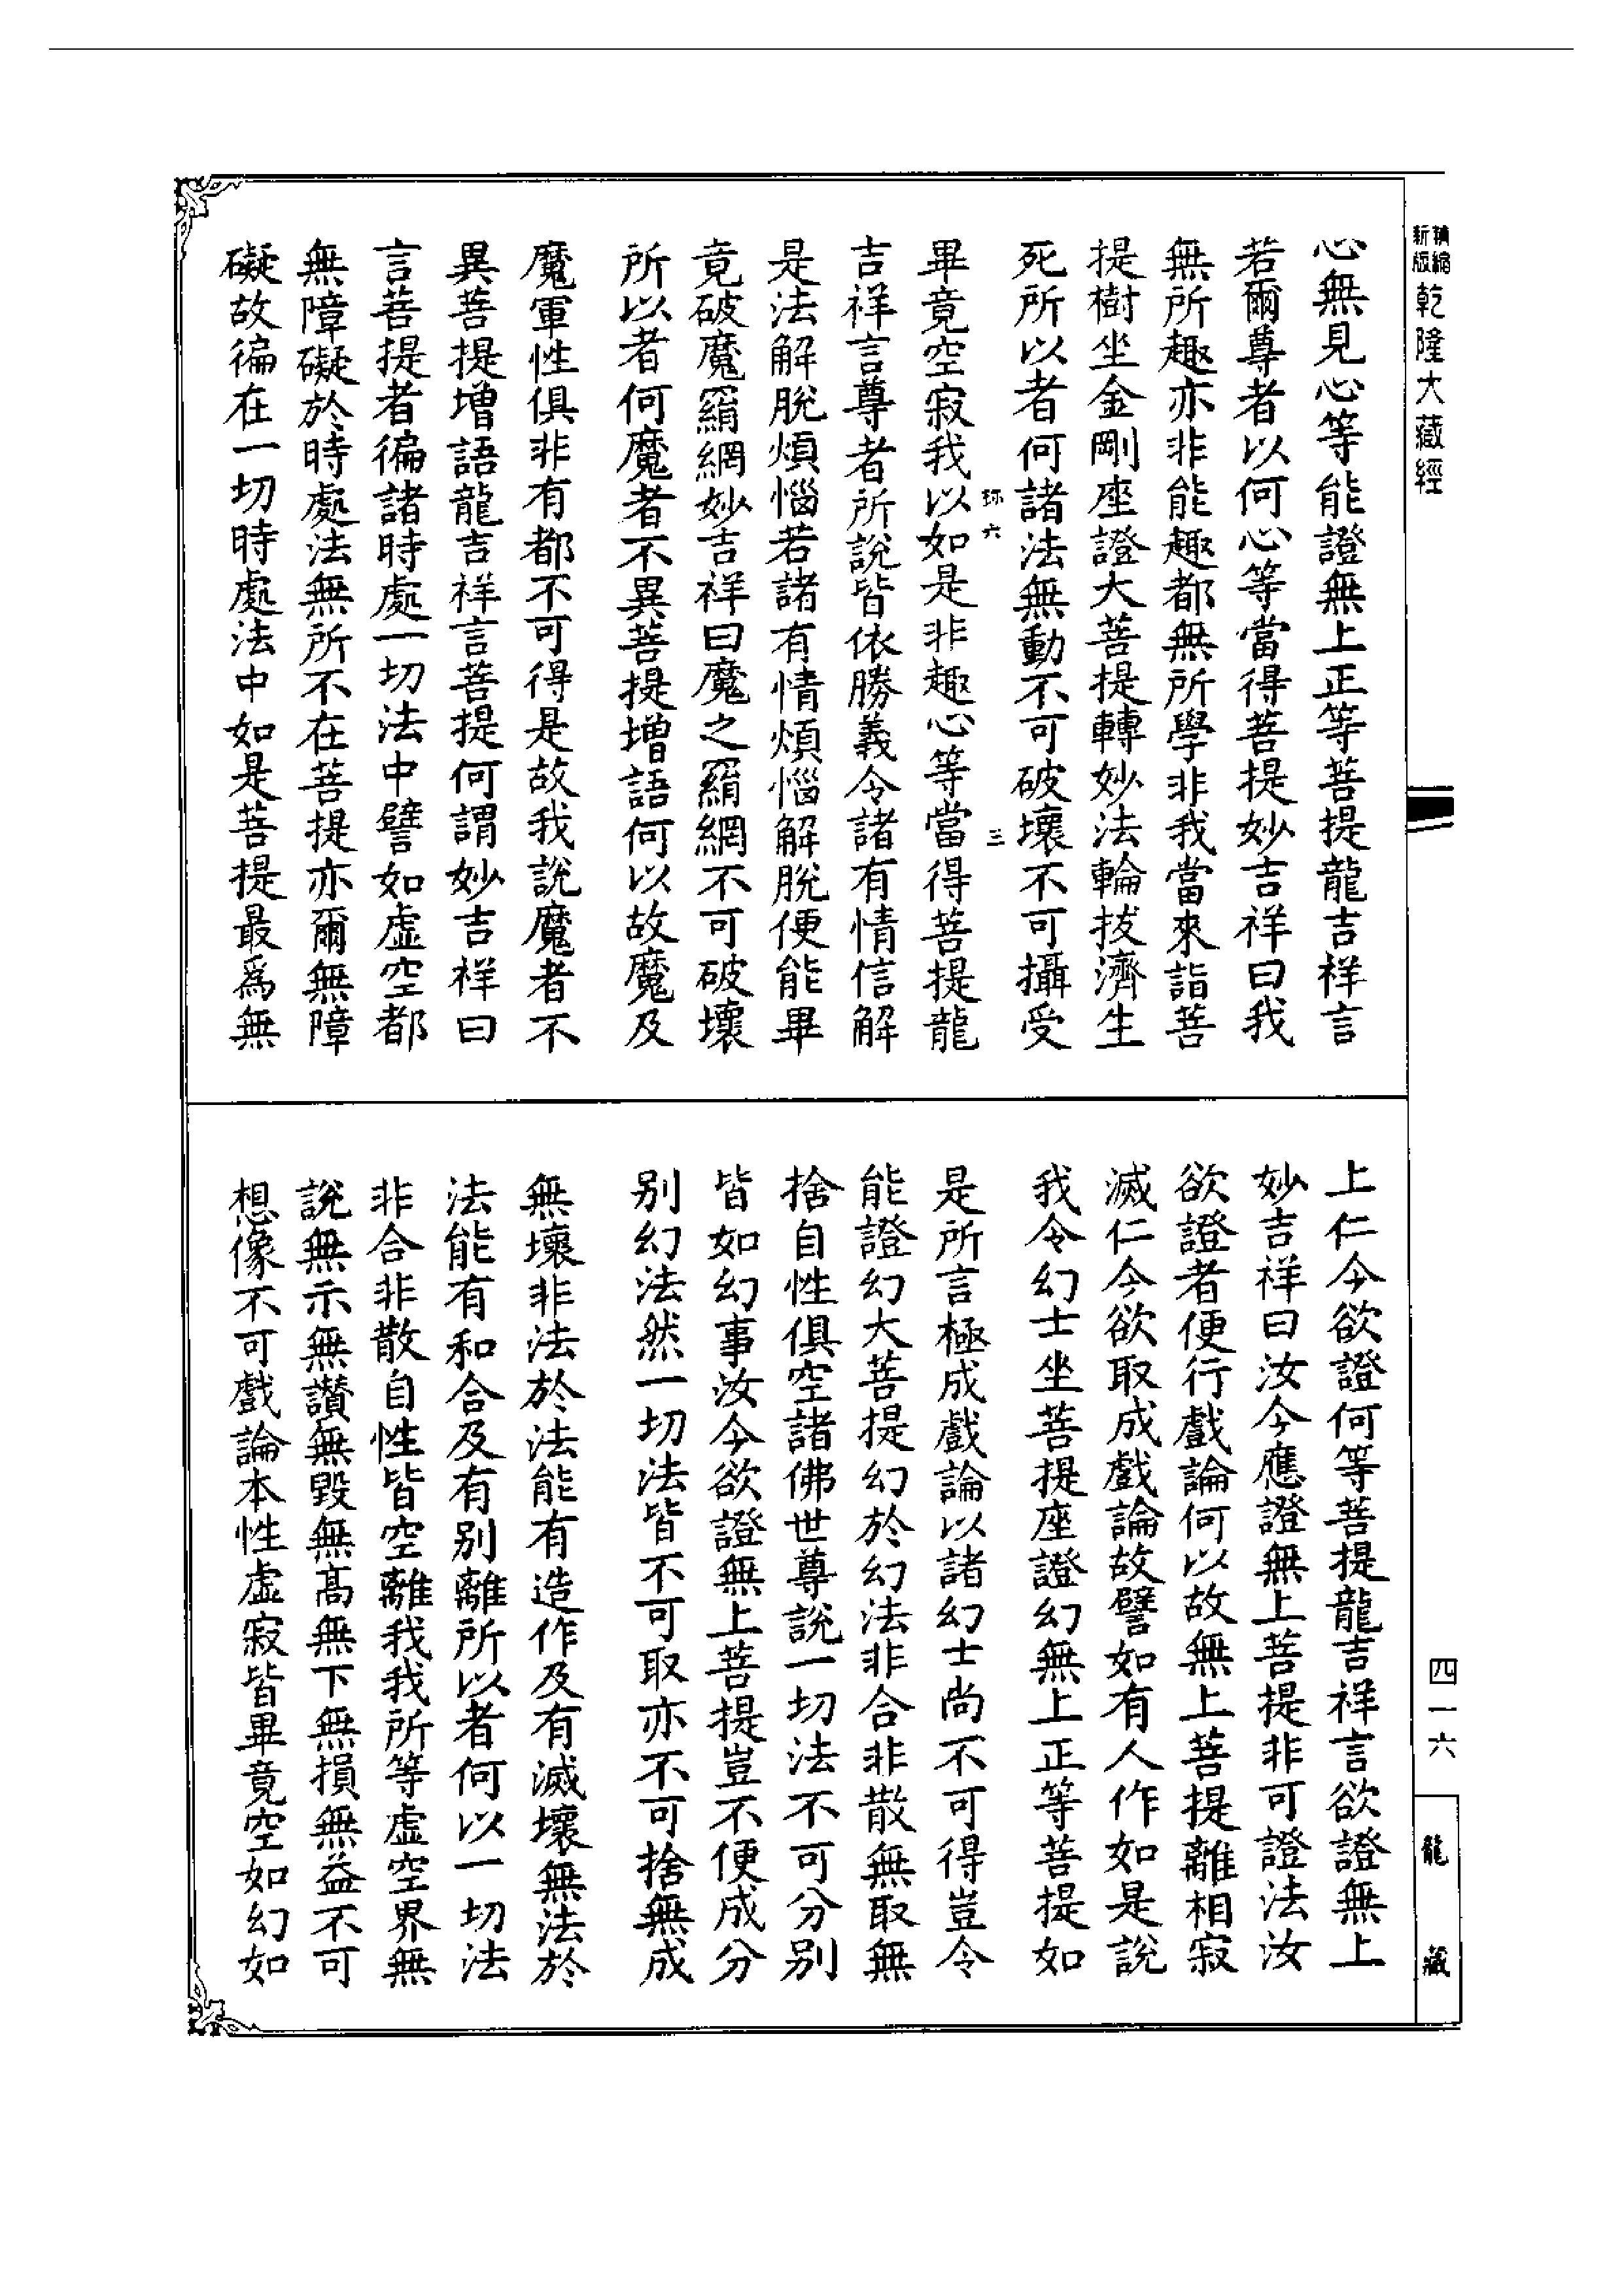 精縮新版乾隆大藏經
心無見心等能證無上正等菩提龍吉祥言
若爾尊者以何心等當得菩提妙吉祥曰我
無所趣亦非能趣都無所學非我當來詣菩
提樹坐金剛座證大菩提轉妙法輪拔濟生
死所以者何諸法無動不可破壞不可攝受
六 三
畢竟空寂我以如是非趣心等當得菩提龍
吉祥言尊者所說皆依勝義令諸有情信解
是法解脫煩惱若諸有情煩惱解脫便能畢
竟破魔羂網妙吉祥曰魔之羂網不可破壞
所以者何魔者不異菩提增語何以故魔及
魔軍性俱非有都不可得是故我說魔者不
異菩提增語龍吉祥言菩提何謂妙吉祥曰
言菩提者徧諸時處一切法中譬如虛空都
無障礙於時處法無所不在菩提亦爾無障
礙故徧在一切時處法中如是菩提最爲無
上仁今欲證何等菩提龍吉祥言欲證無上
妙吉祥曰汝今應證無上菩提非可證法汝
欲證者便行戲論何以故無上菩提離相寂
滅仁今欲取成戲論故譬如有人作如是說
我令幻士坐菩提座證幻無上正等菩提如
是所言極成戲論以諸幻士尚不可得豈令
能證幻大菩提幻於幻法非合非散無取無
捨自性俱空諸佛世尊說一切法不可分別
皆如幻事汝今欲證無上菩提豈不便成分
別幻法然一切法皆不可取亦不可捨無成
無壞非法於法能有造作及有滅壞無法於
法能有和合及有別離所以者何以一切法
非合非散自性皆空離我我所等虛空界無
說無示無讚無毀無高無下無損無益不可
想像不可戲論本性虛寂皆畢竟空如幻如
四一六
龍藏